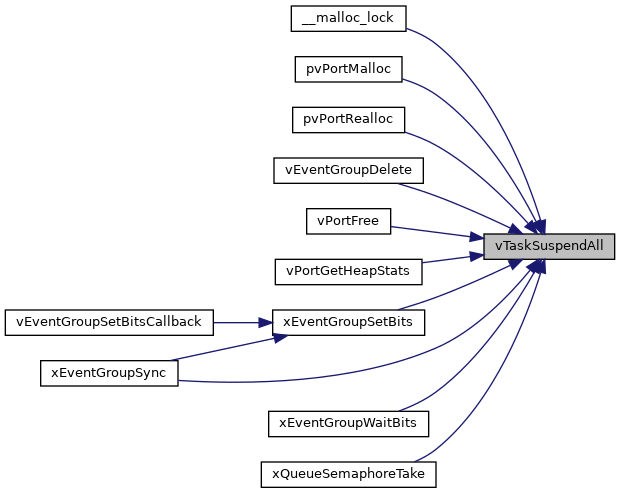 __malloc_lock
pvPortMalloc
pvPortRealloc
vEventGroupDelete
vPortFree
vTaskSuspendAll
vPortGetHeapStats
vEventGroupSetBitsCallback
xEventGroupSetBits
xEventGroupSync
xEventGroupWaitBits
xQueueSemaphoreTake